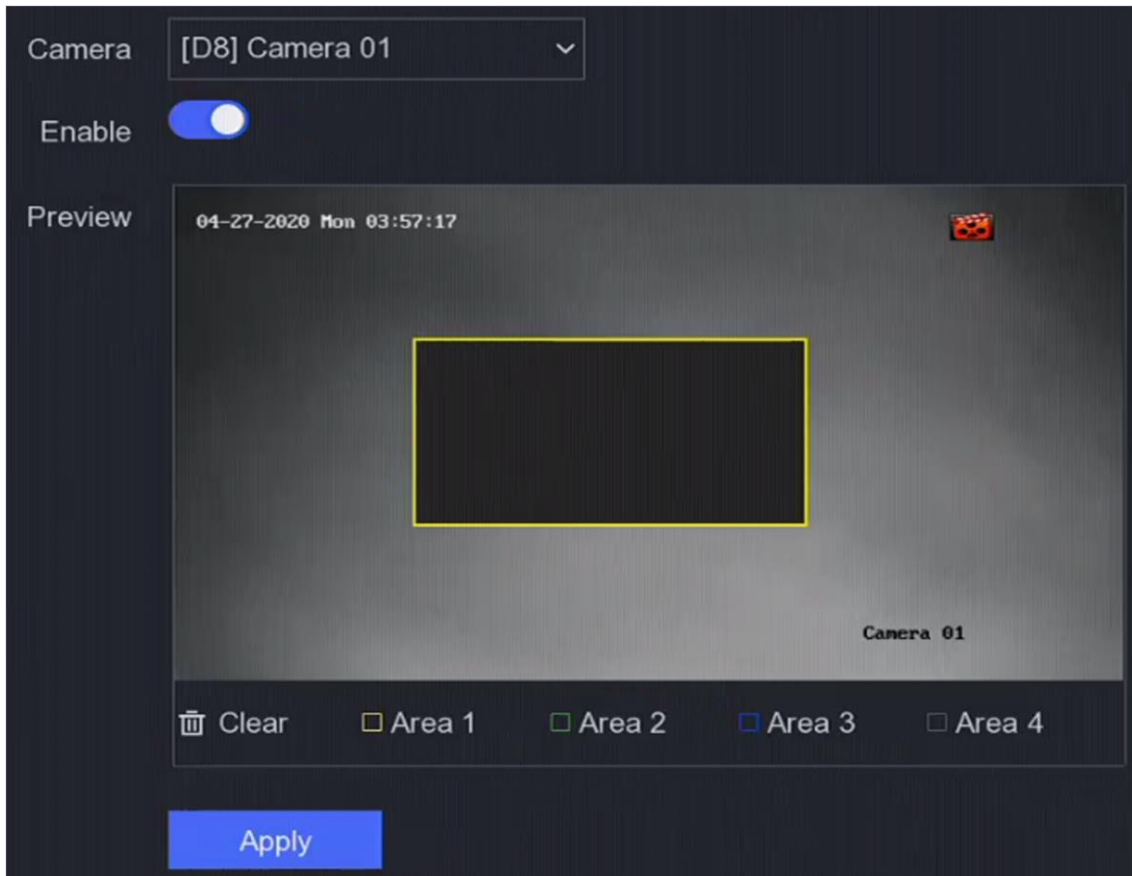 Camera [D8] Camera 01
Enable
Preview
04-27-2020 Mon 03:57:17
Camera 01
Clear Area 1 Area 2 Area 3 Area 4
Apply